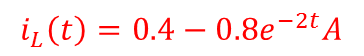 i_L(t) = 0.4 − 0.8e^{−2t} A